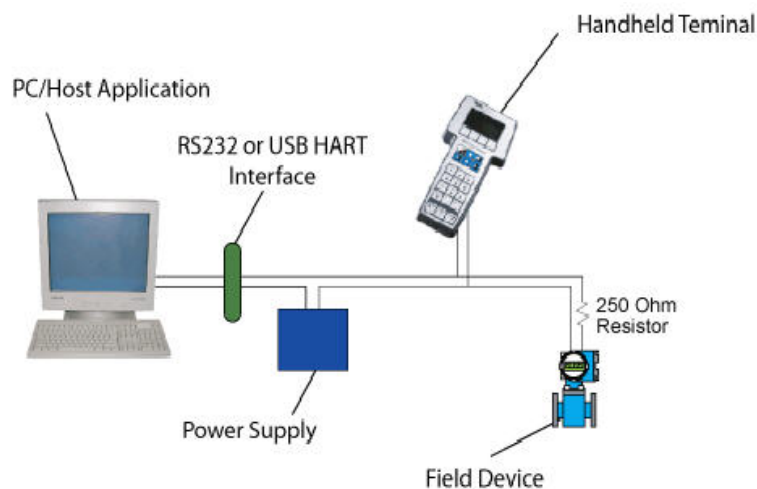 Handheld Teminal
PC/Host Application
RS232 or USB HART
Interface
250 Ohm
Resistor
Power Supply
Field Device